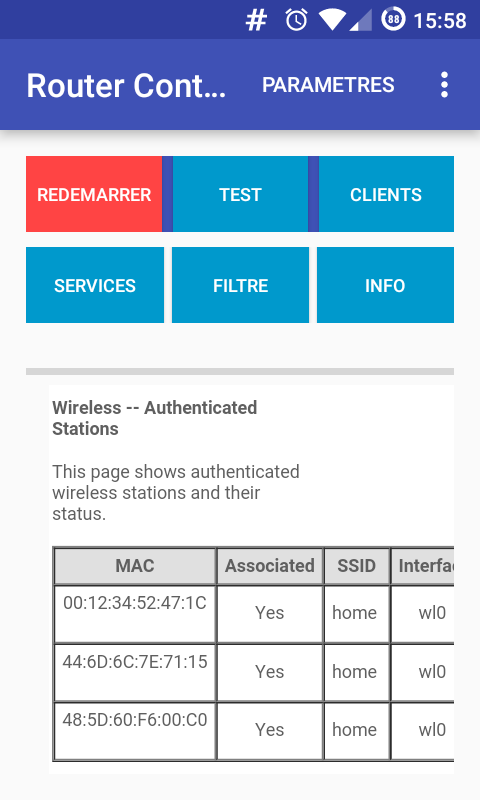 # 88 15:58
Router Cont... PARAMETRES
REDEMARRER TEST CLIENTS
SERVICES FILTRE INFO
Wireless -- Authenticated
Stations
This page shows authenticated
wireless stations and their
status.
MAC Associated SSID Interfac
00:12:34:52:47:1C Yes home wl0
44:6D:6C:7E:71:15 Yes home wl0
48:5D:60:F6:00:C0 Yes home wl0